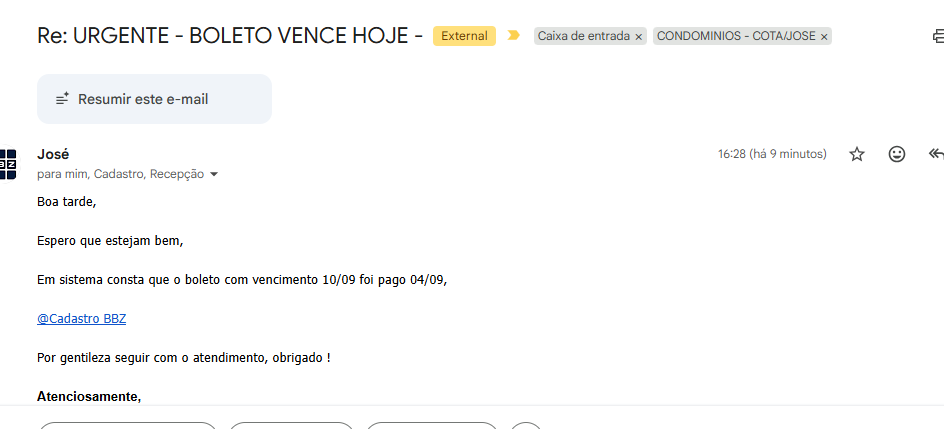 Re: URGENTE - BOLETO VENCE HOJE - External Caixa de entrada × CONDOMINIOS - COTA/JOSE ×
Resumir este e-mail
José 16:28 (há 9 minutos)
para mim, Cadastro, Recepção
Boa tarde,
Espero que estejam bem,
Em sistema consta que o boleto com vencimento 10/09 foi pago 04/09,
@Cadastro BBZ
Por gentileza seguir com o atendimento, obrigado !
Atenciosamente,